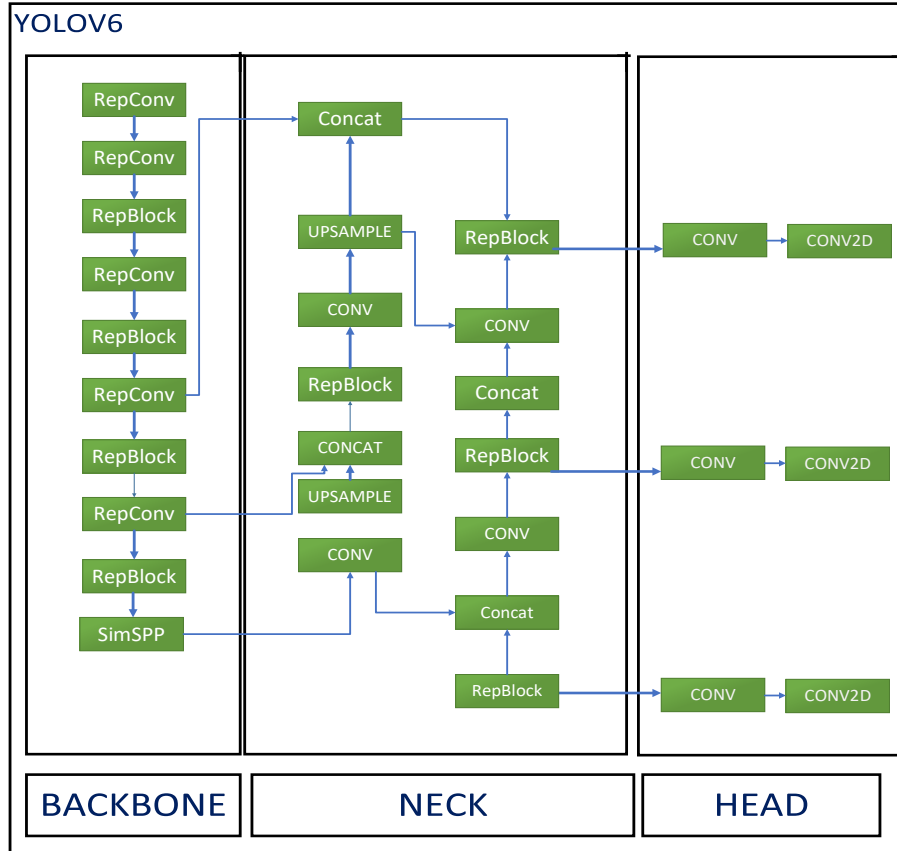 YOLOV6
RepConv
RepConv
RepBlock
RepConv
RepBlock
RepConv
RepBlock
RepConv
RepBlock
SimSPP
Concat
UPSAMPLE
CONV
RepBlock
CONCAT
UPSAMPLE
CONV
RepBlock
CONV
Concat
RepBlock
CONV
Concat
RepBlock
CONV
CONV2D
CONV
CONV2D
CONV
CONV2D
BACKBONE
NECK
HEAD